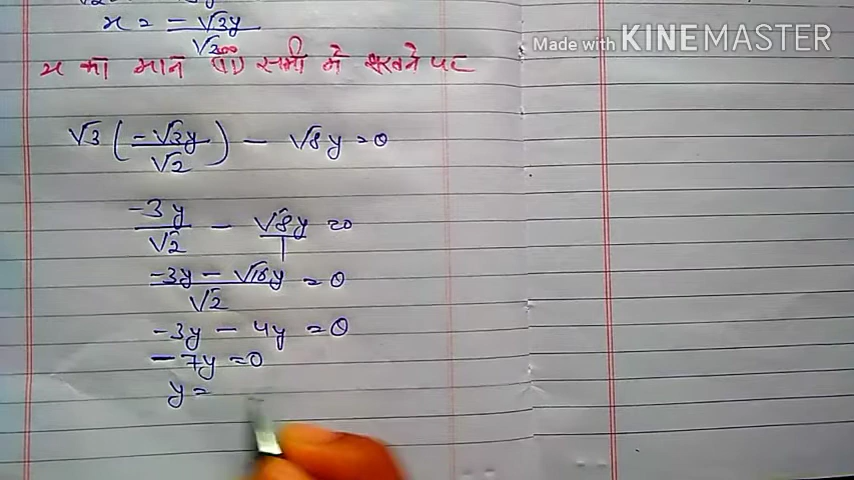 x = -√3y/√2
x का मान (ii) समी में रखने पर
√3(-√3y/√2) - √8y = 0
-3y/√2 - √8y/1 = 0
-3y - √16y/√2 = 0
-3y - 4y = 0
-7y = 0
y =
Made with KINEMASTER